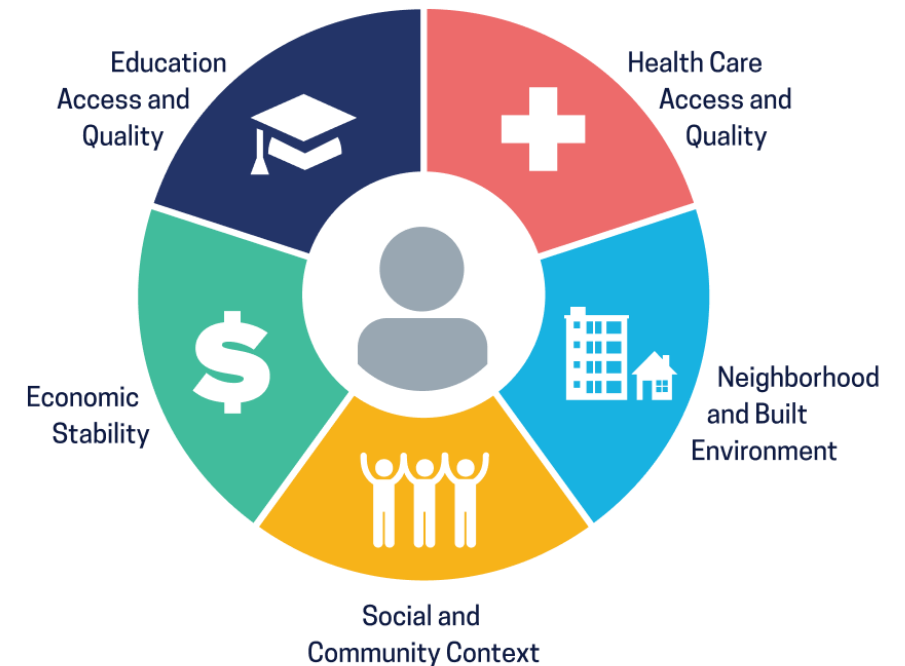 Education
Access and
Quality
Health Care
Access and
Quality
Economic
Stability
Neighborhood
and Built
Environment
Social and
Community Context